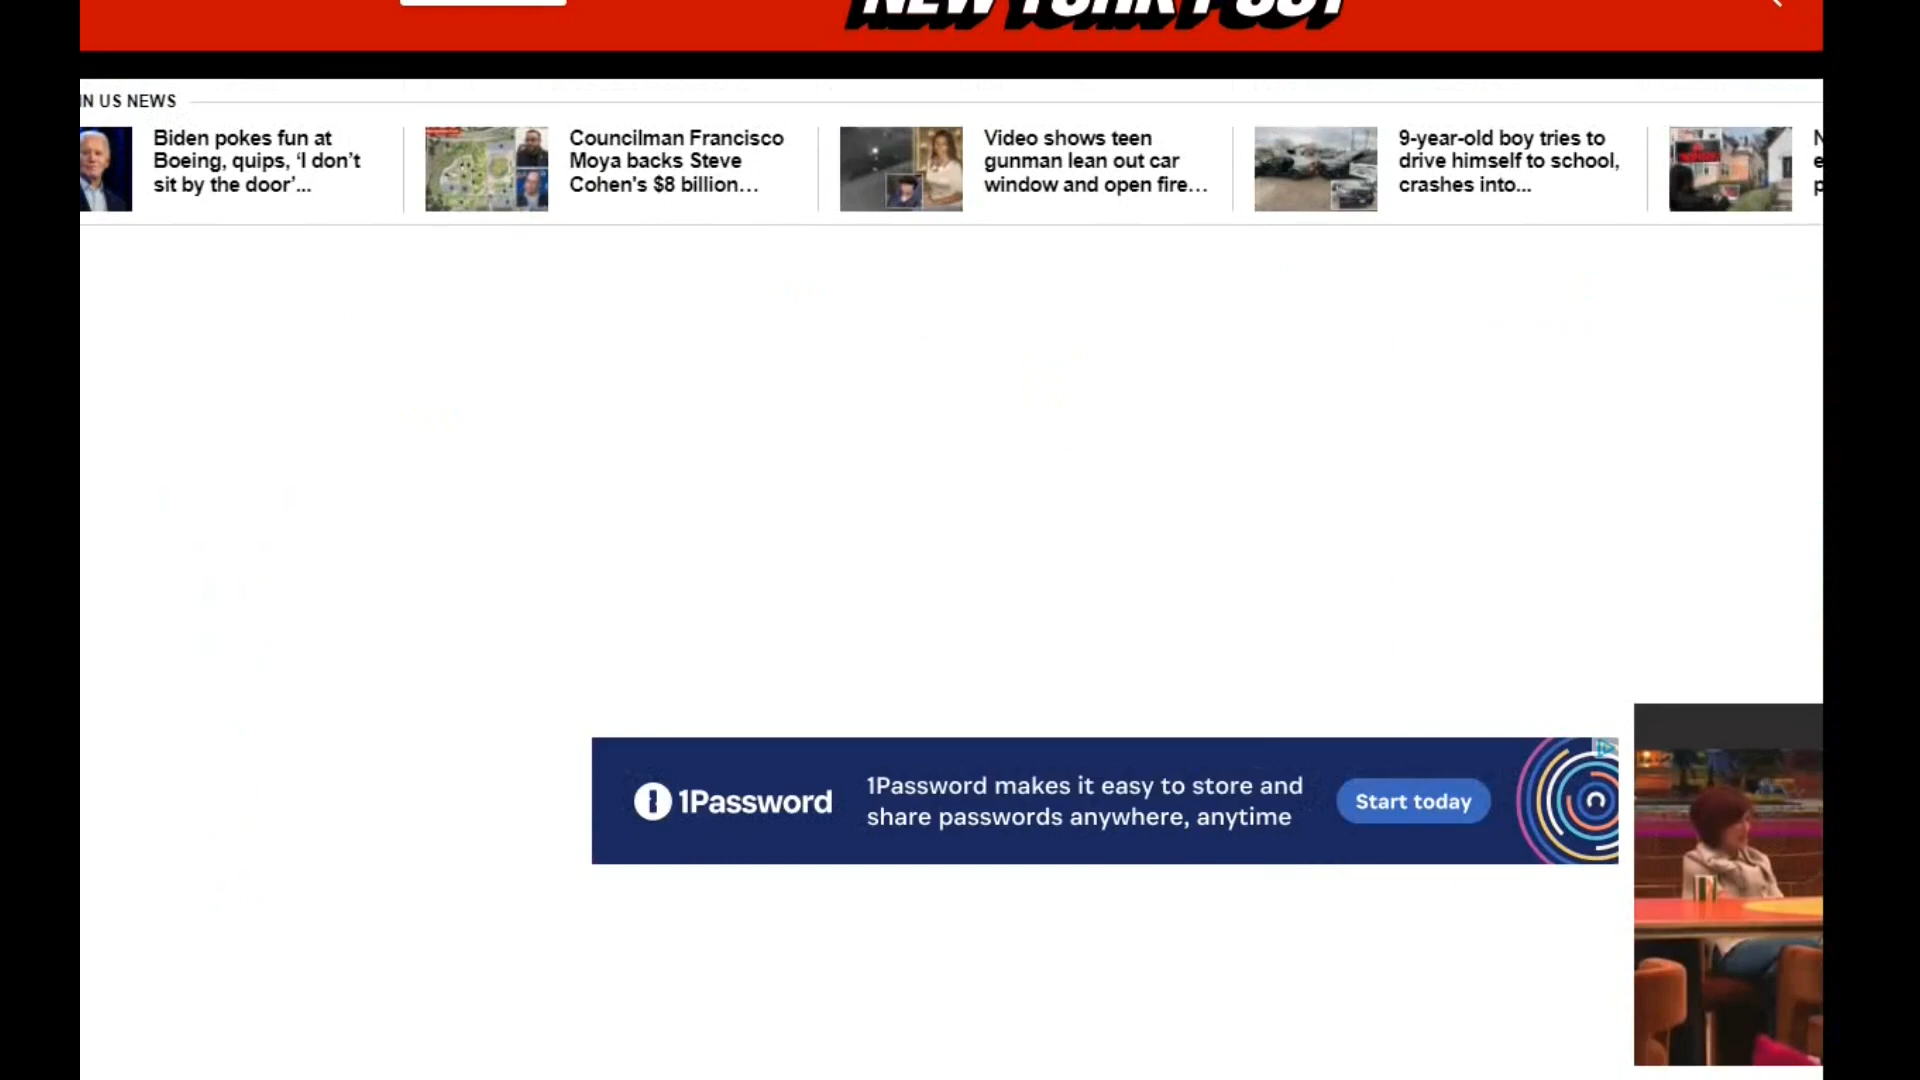 NEW YORK POST
IN US NEWS
Biden pokes fun at
Boeing, quips, ‘I don’t
sit by the door’...
Councilman Francisco
Moya backs Steve
Cohen's $8 billion...
Video shows teen
gunman lean out car
window and open fire...
9-year-old boy tries to
drive himself to school,
crashes into...
1Password
1Password makes it easy to store and
share passwords anywhere, anytime
Start today